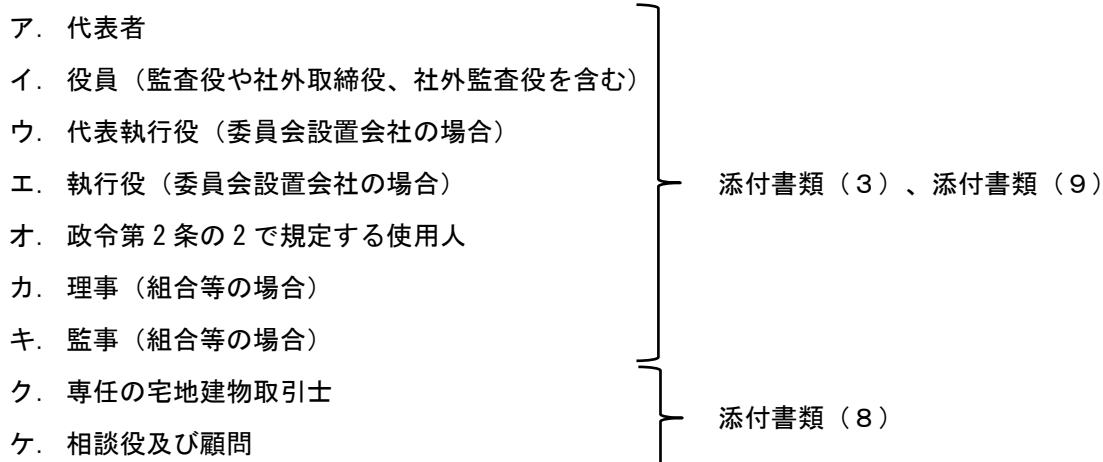 ア. 代表者
イ. 役員（監査役や社外取締役、社外監査役を含む）
ウ. 代表執行役（委員会設置会社の場合）
エ. 執行役（委員会設置会社の場合）
添付書類（３）、添付書類（９）
オ. 政令第２条の２で規定する使用人
カ. 理事（組合等の場合）
キ. 監事（組合等の場合）
ク. 専任の宅地建物取引士
添付書類（８）
ケ. 相談役及び顧問